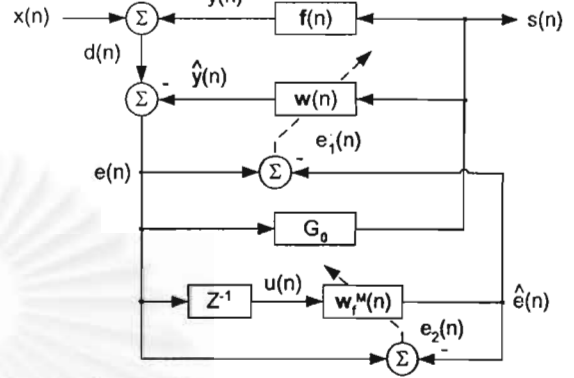 y(n)
x(n) Σ f(n) s(n)
d(n)
- ŷ(n)
Σ w(n)
e₁(n)
e(n) Σ -
G₀
u(n)
Z⁻¹ w_f^M(n) ê(n)
e₂(n)
Σ -